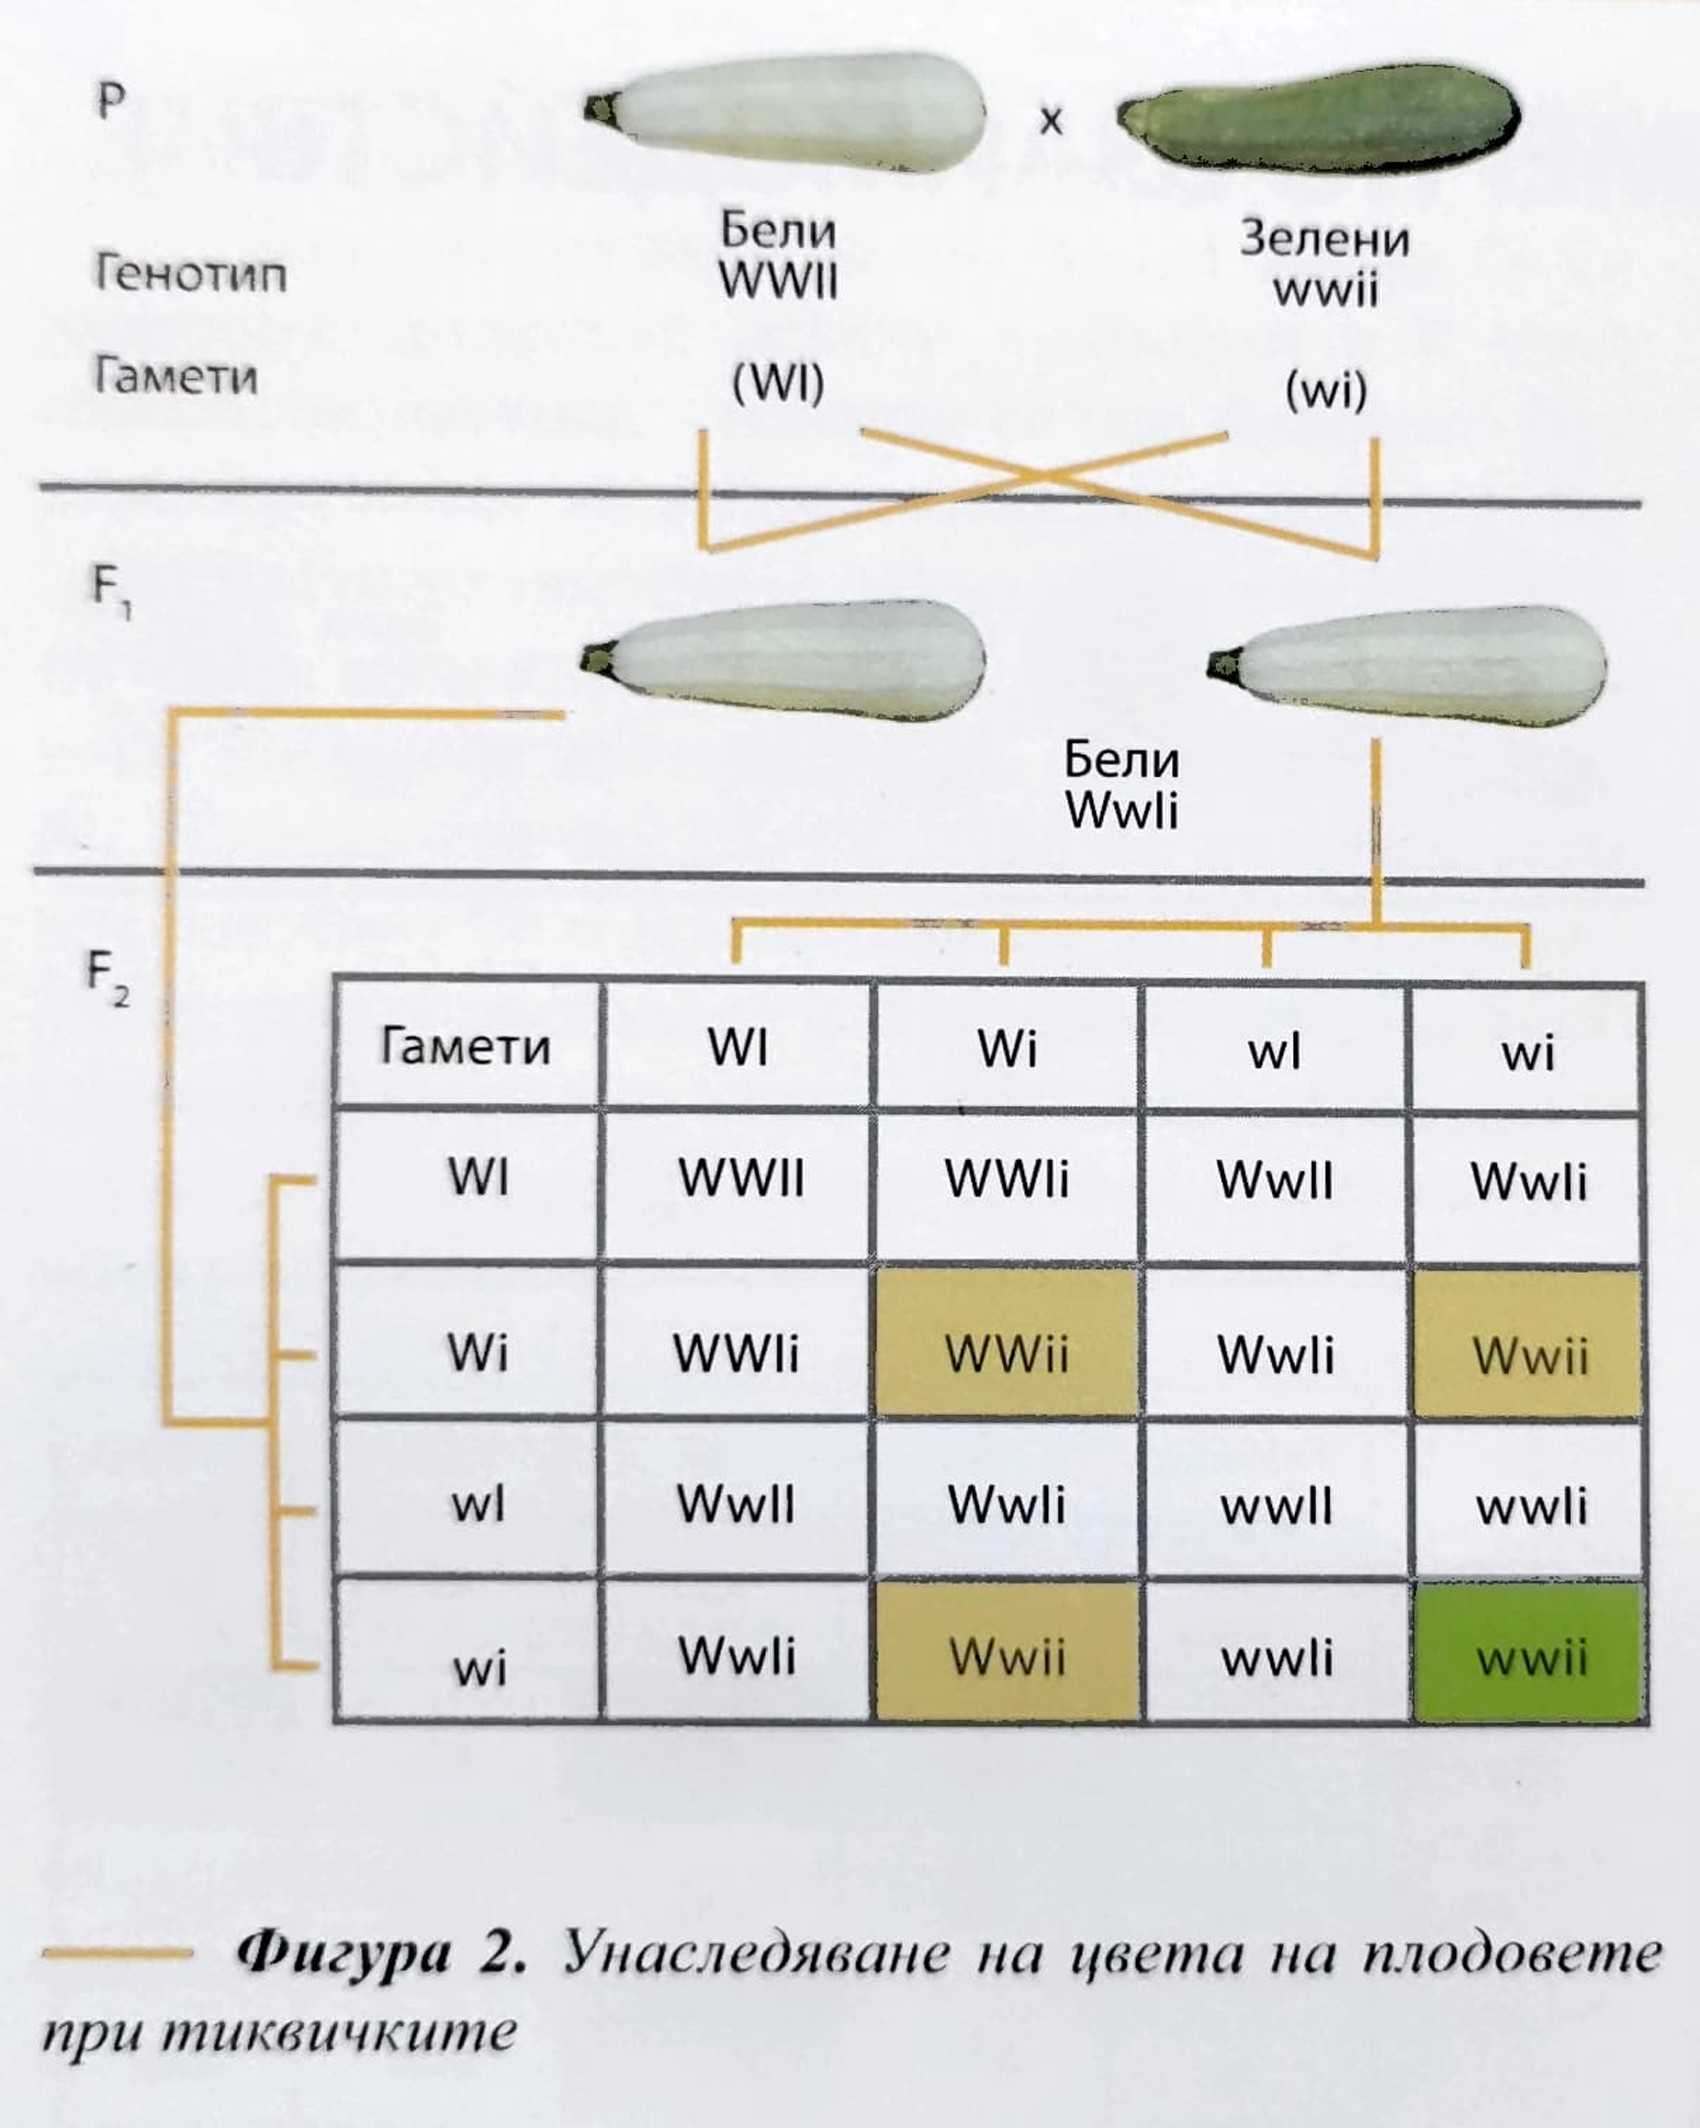 P
x
Бели
Зелени
Генотип
WWII
wwii
Гамети
(WI)
(wi)
F1
Бели
WwIi
F2
Гамети WI Wi wI wi
WI WWII WWIi WwII WwIi
Wi WWIi WWii WwIi Wwii
wI WwII WwIi wwII wwIi
wi WwIi Wwii wwIi wwii
Фигура 2. Унаследяване на цвета на плодовете
при тиквичките